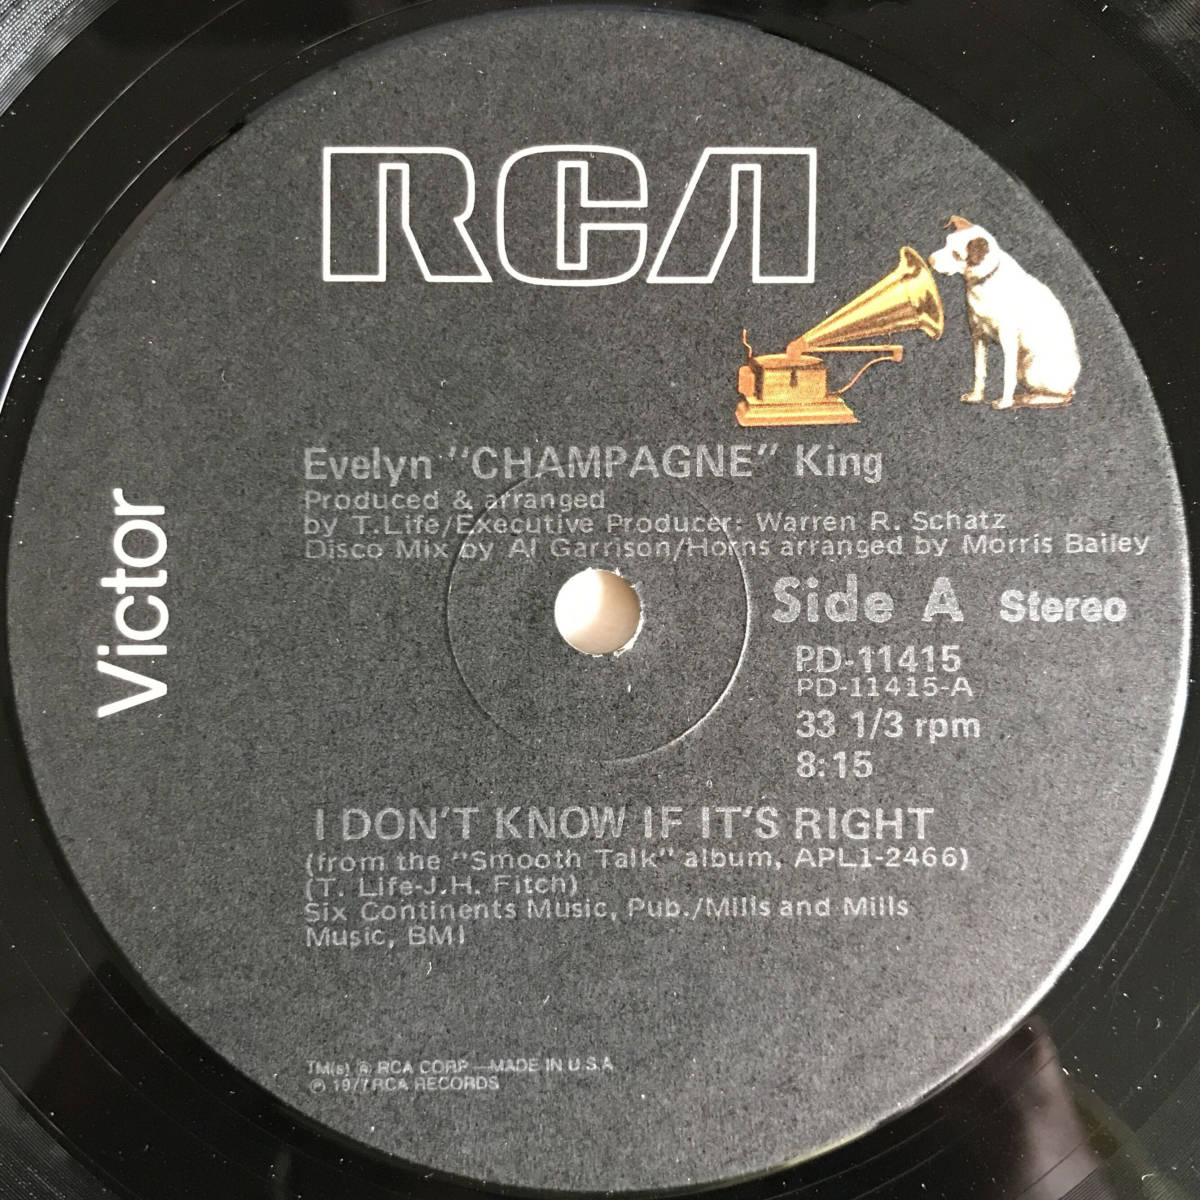 RCA
Victor
Evelyn "CHAMPAGNE" King
Produced & arranged
by T.Life/Executive Producer: Warren R. Schatz
Disco Mix by Al Garrison/Horns arranged by Morris Bailey
Side A Stereo
PD-11415
PD-11415-A
33 1/3 rpm
8:15
I DON'T KNOW IF IT'S RIGHT
(from the "Smooth Talk" album, APL1-2466)
(T. Life-J.H. Fitch)
Six Continents Music, Pub./Mills and Mills
Music, BMI
TM(s) ® RCA CORP—MADE IN U.S.A
℗ 1977 RCA RECORDS